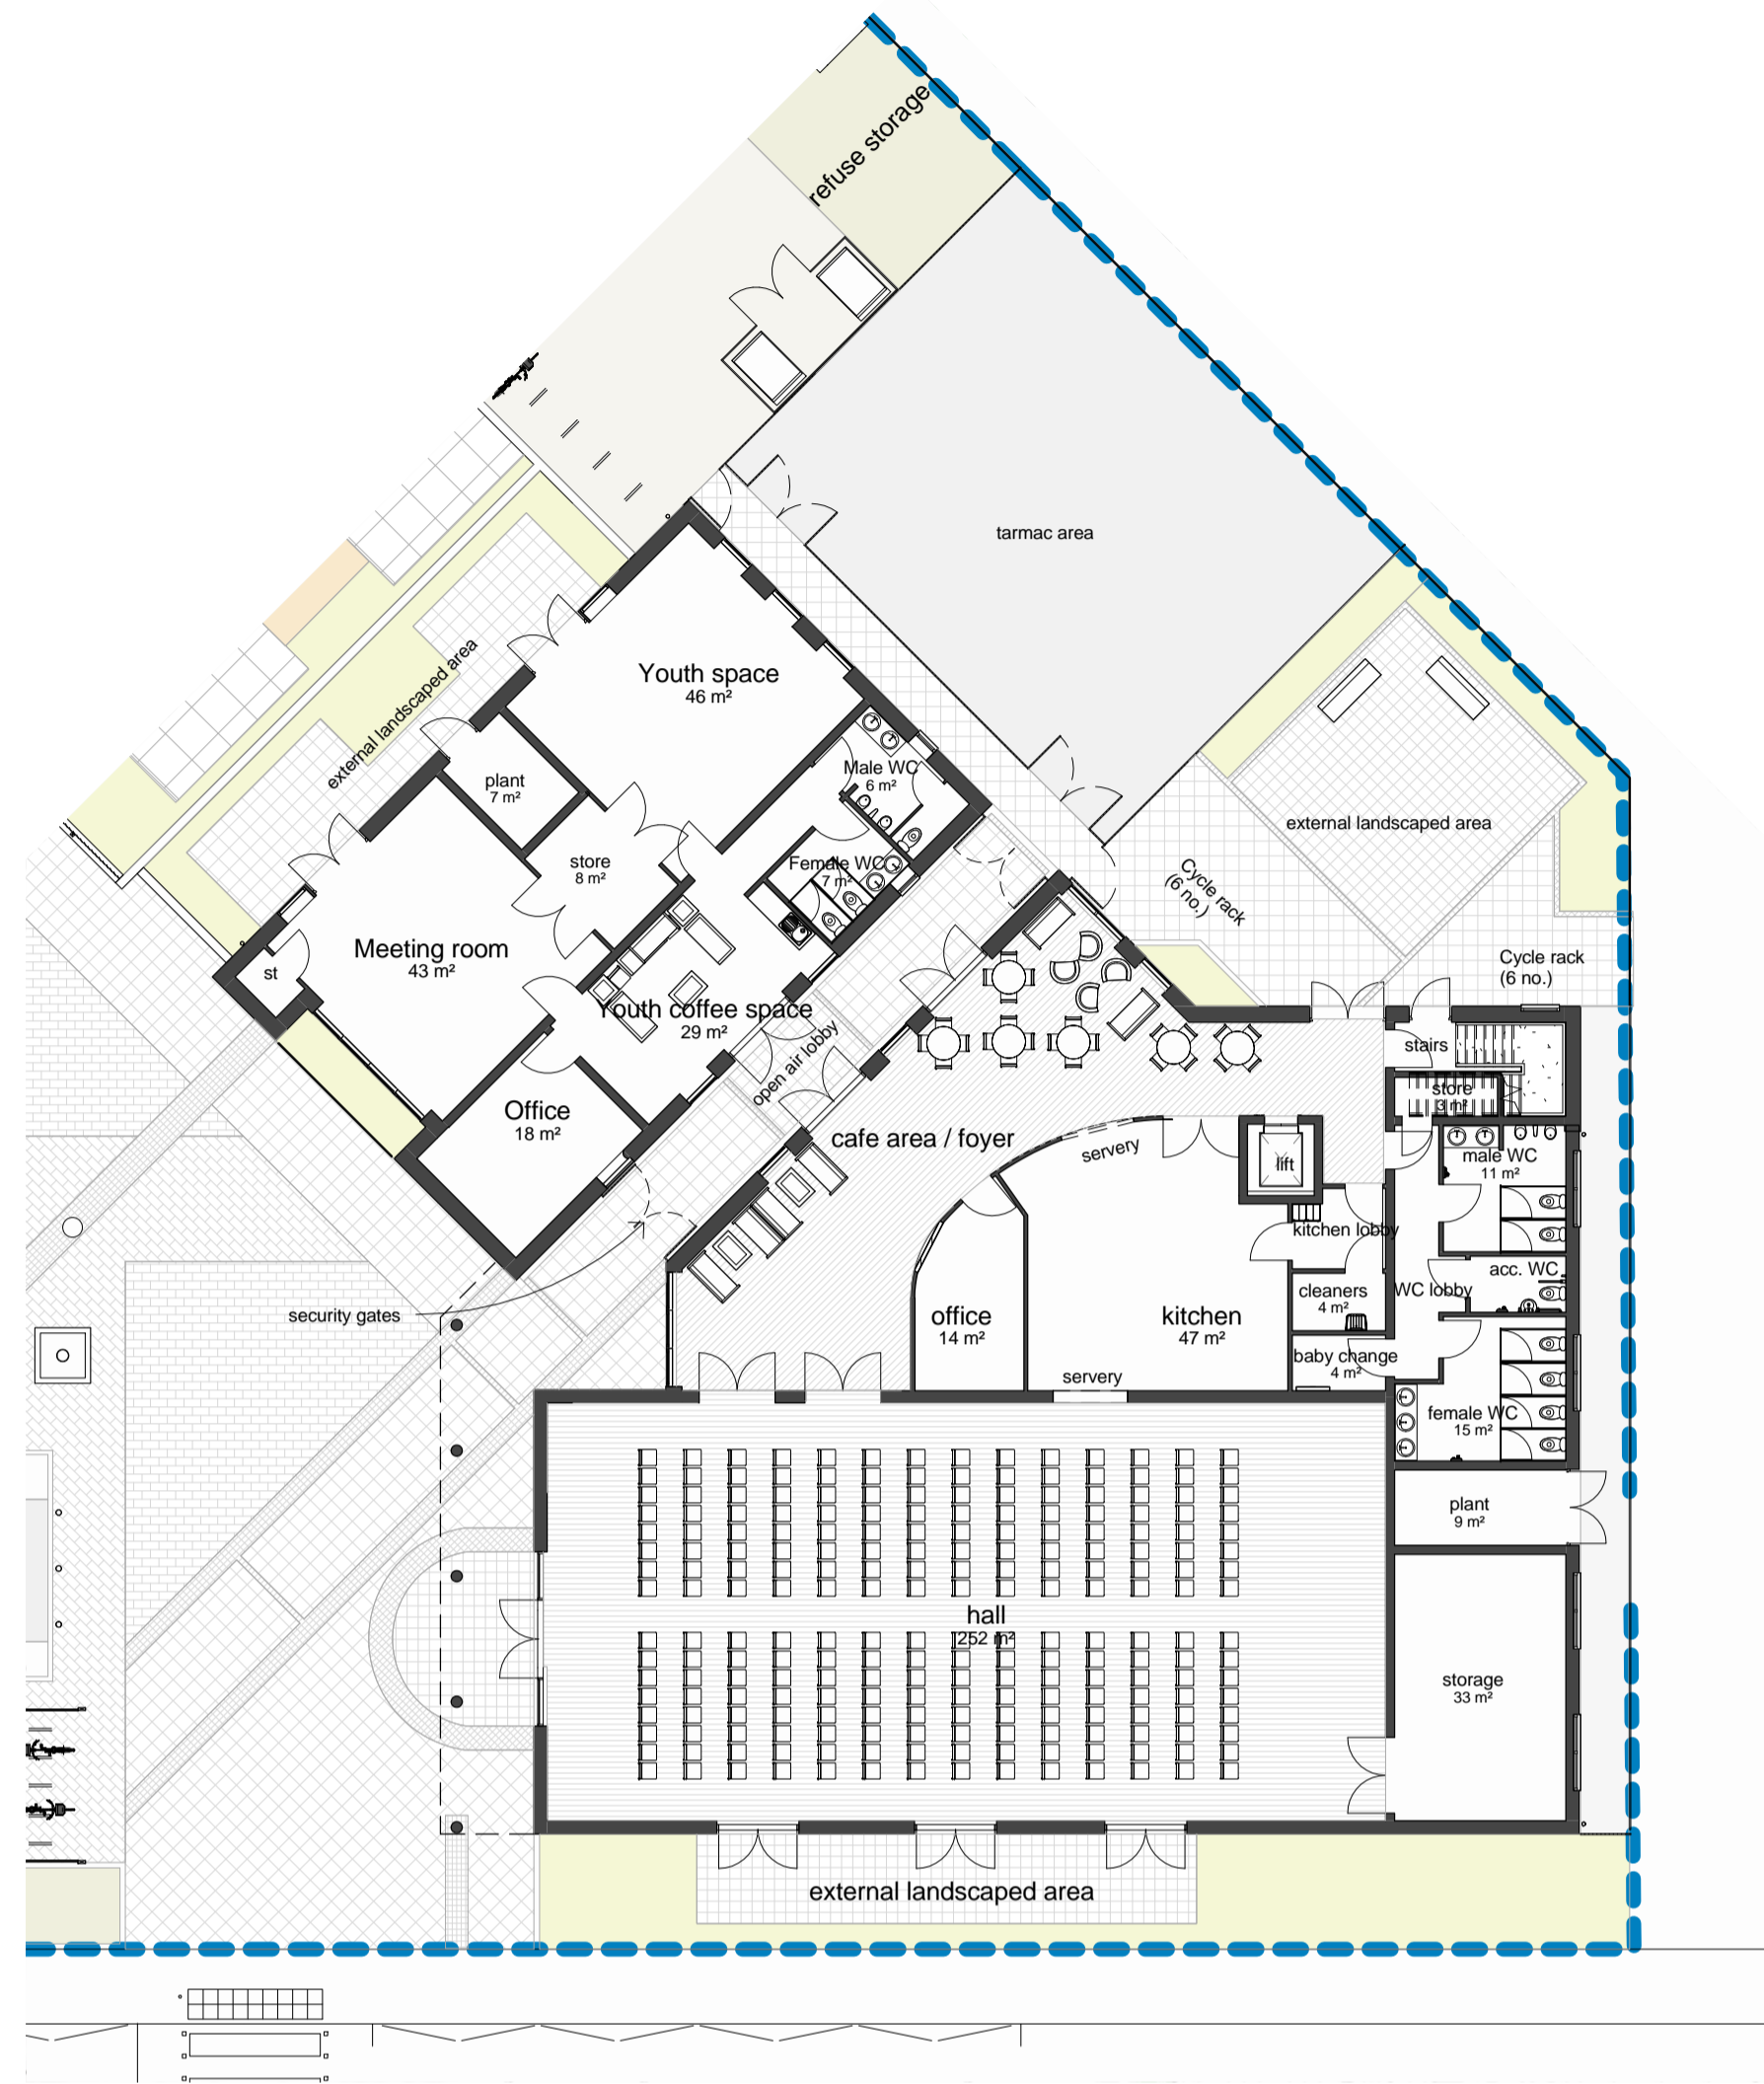 refuse storage
tarmac area
Youth space
46 m²
external landscaped area
plant
7 m²
Male WC
6 m²
external landscaped area
store
8 m²
Female WC
7 m²
Cycle rack
(6 no.)
Meeting room
43 m²
st
Cycle rack
(6 no.)
Youth coffee space
29 m²
open air lobby
stairs
store
3 m²
Office
18 m²
cafe area / foyer
servery
lift
male WC
11 m²
kitchen lobby
acc. WC
WC lobby
cleaners
4 m²
security gates
office
14 m²
kitchen
47 m²
baby change
4 m²
servery
female WC
15 m²
plant
9 m²
hall
252 m²
storage
33 m²
external landscaped area